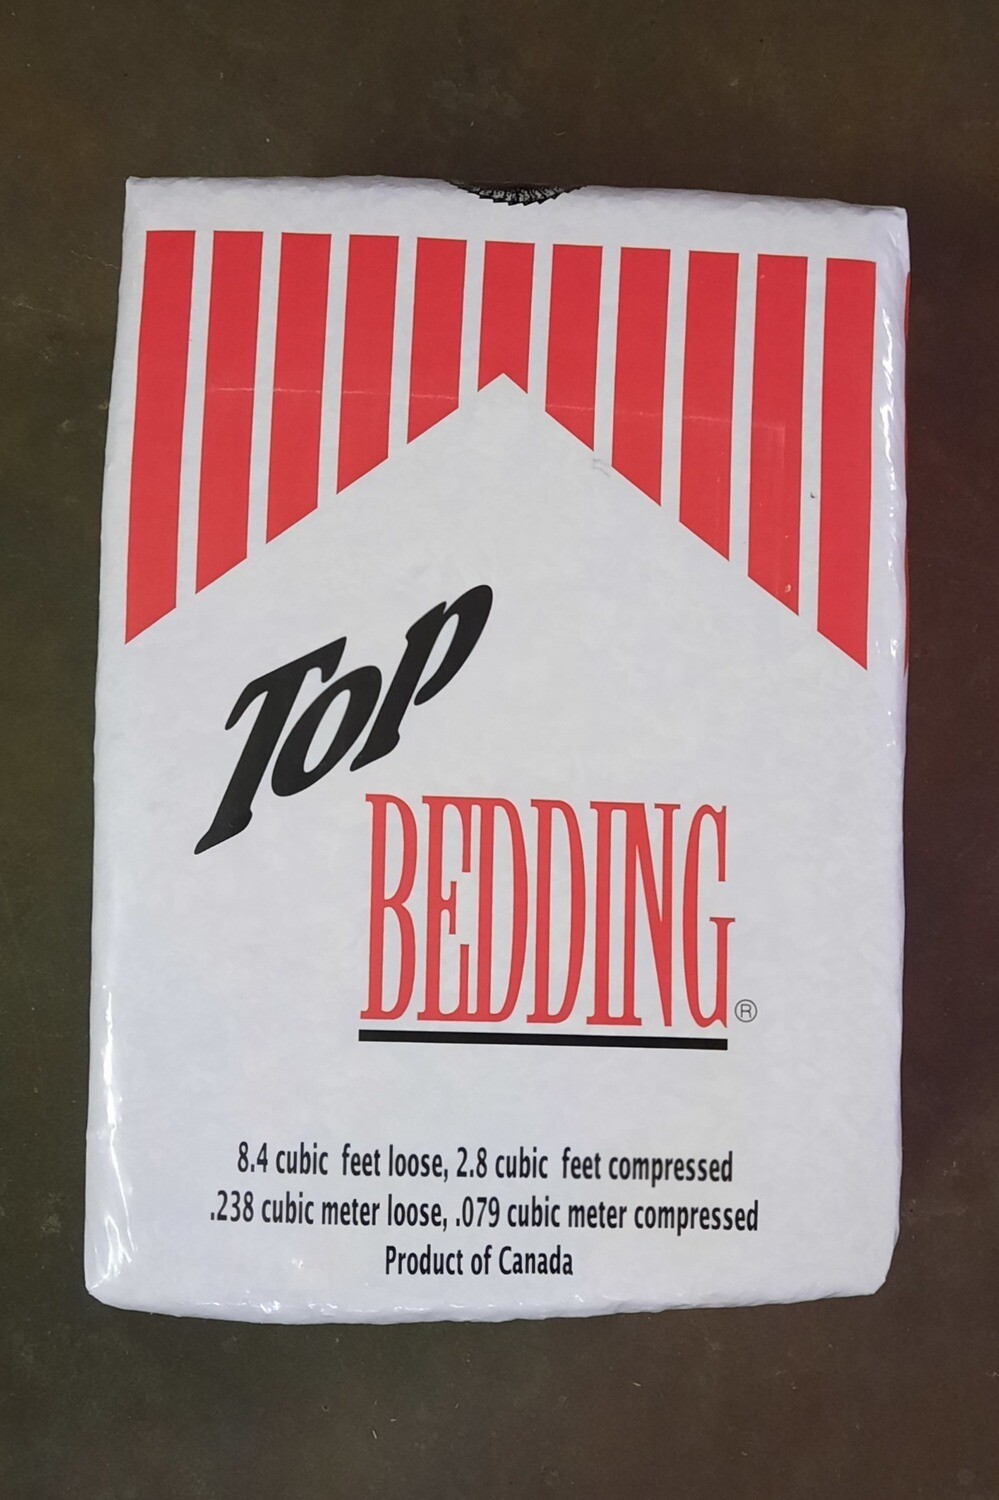 Top
BEDDING®
8.4 cubic feet loose, 2.8 cubic feet compressed
.238 cubic meter loose, .079 cubic meter compressed
Product of Canada